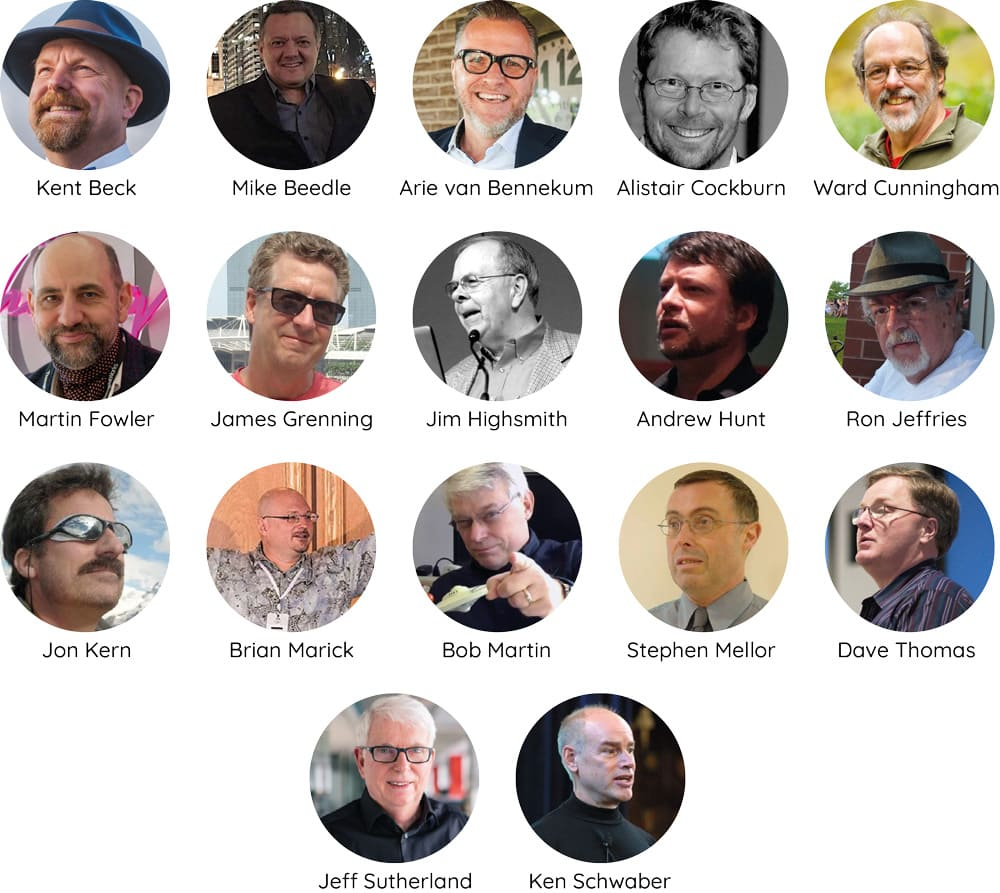 Kent Beck
Mike Beedle
Arie van Bennekum
Alistair Cockburn
Ward Cunningham
Martin Fowler
James Grenning
Jim Highsmith
Andrew Hunt
Ron Jeffries
Jon Kern
Brian Marick
Bob Martin
Stephen Mellor
Dave Thomas
Jeff Sutherland
Ken Schwaber